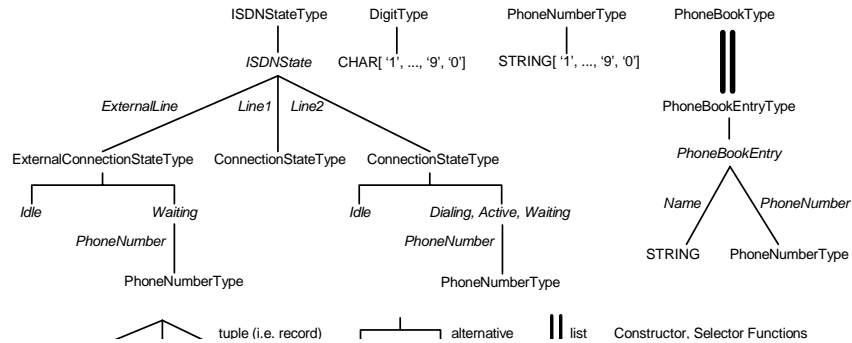 ISDNStateType DigitType PhoneNumberType PhoneBookType
ISDNState CHAR[ '1', ..., '9', '0'] STRING[ '1', ..., '9', '0']
ExternalLine Line1 Line2 PhoneBookEntryType
ExternalConnectionStateType ConnectionStateType ConnectionStateType PhoneBookEntry
Idle Waiting Idle Dialing, Active, Waiting Name PhoneNumber
PhoneNumber PhoneNumber
STRING PhoneNumberType
PhoneNumberType PhoneNumberType
tuple (i.e. record) alternative list Constructor, Selector Functions